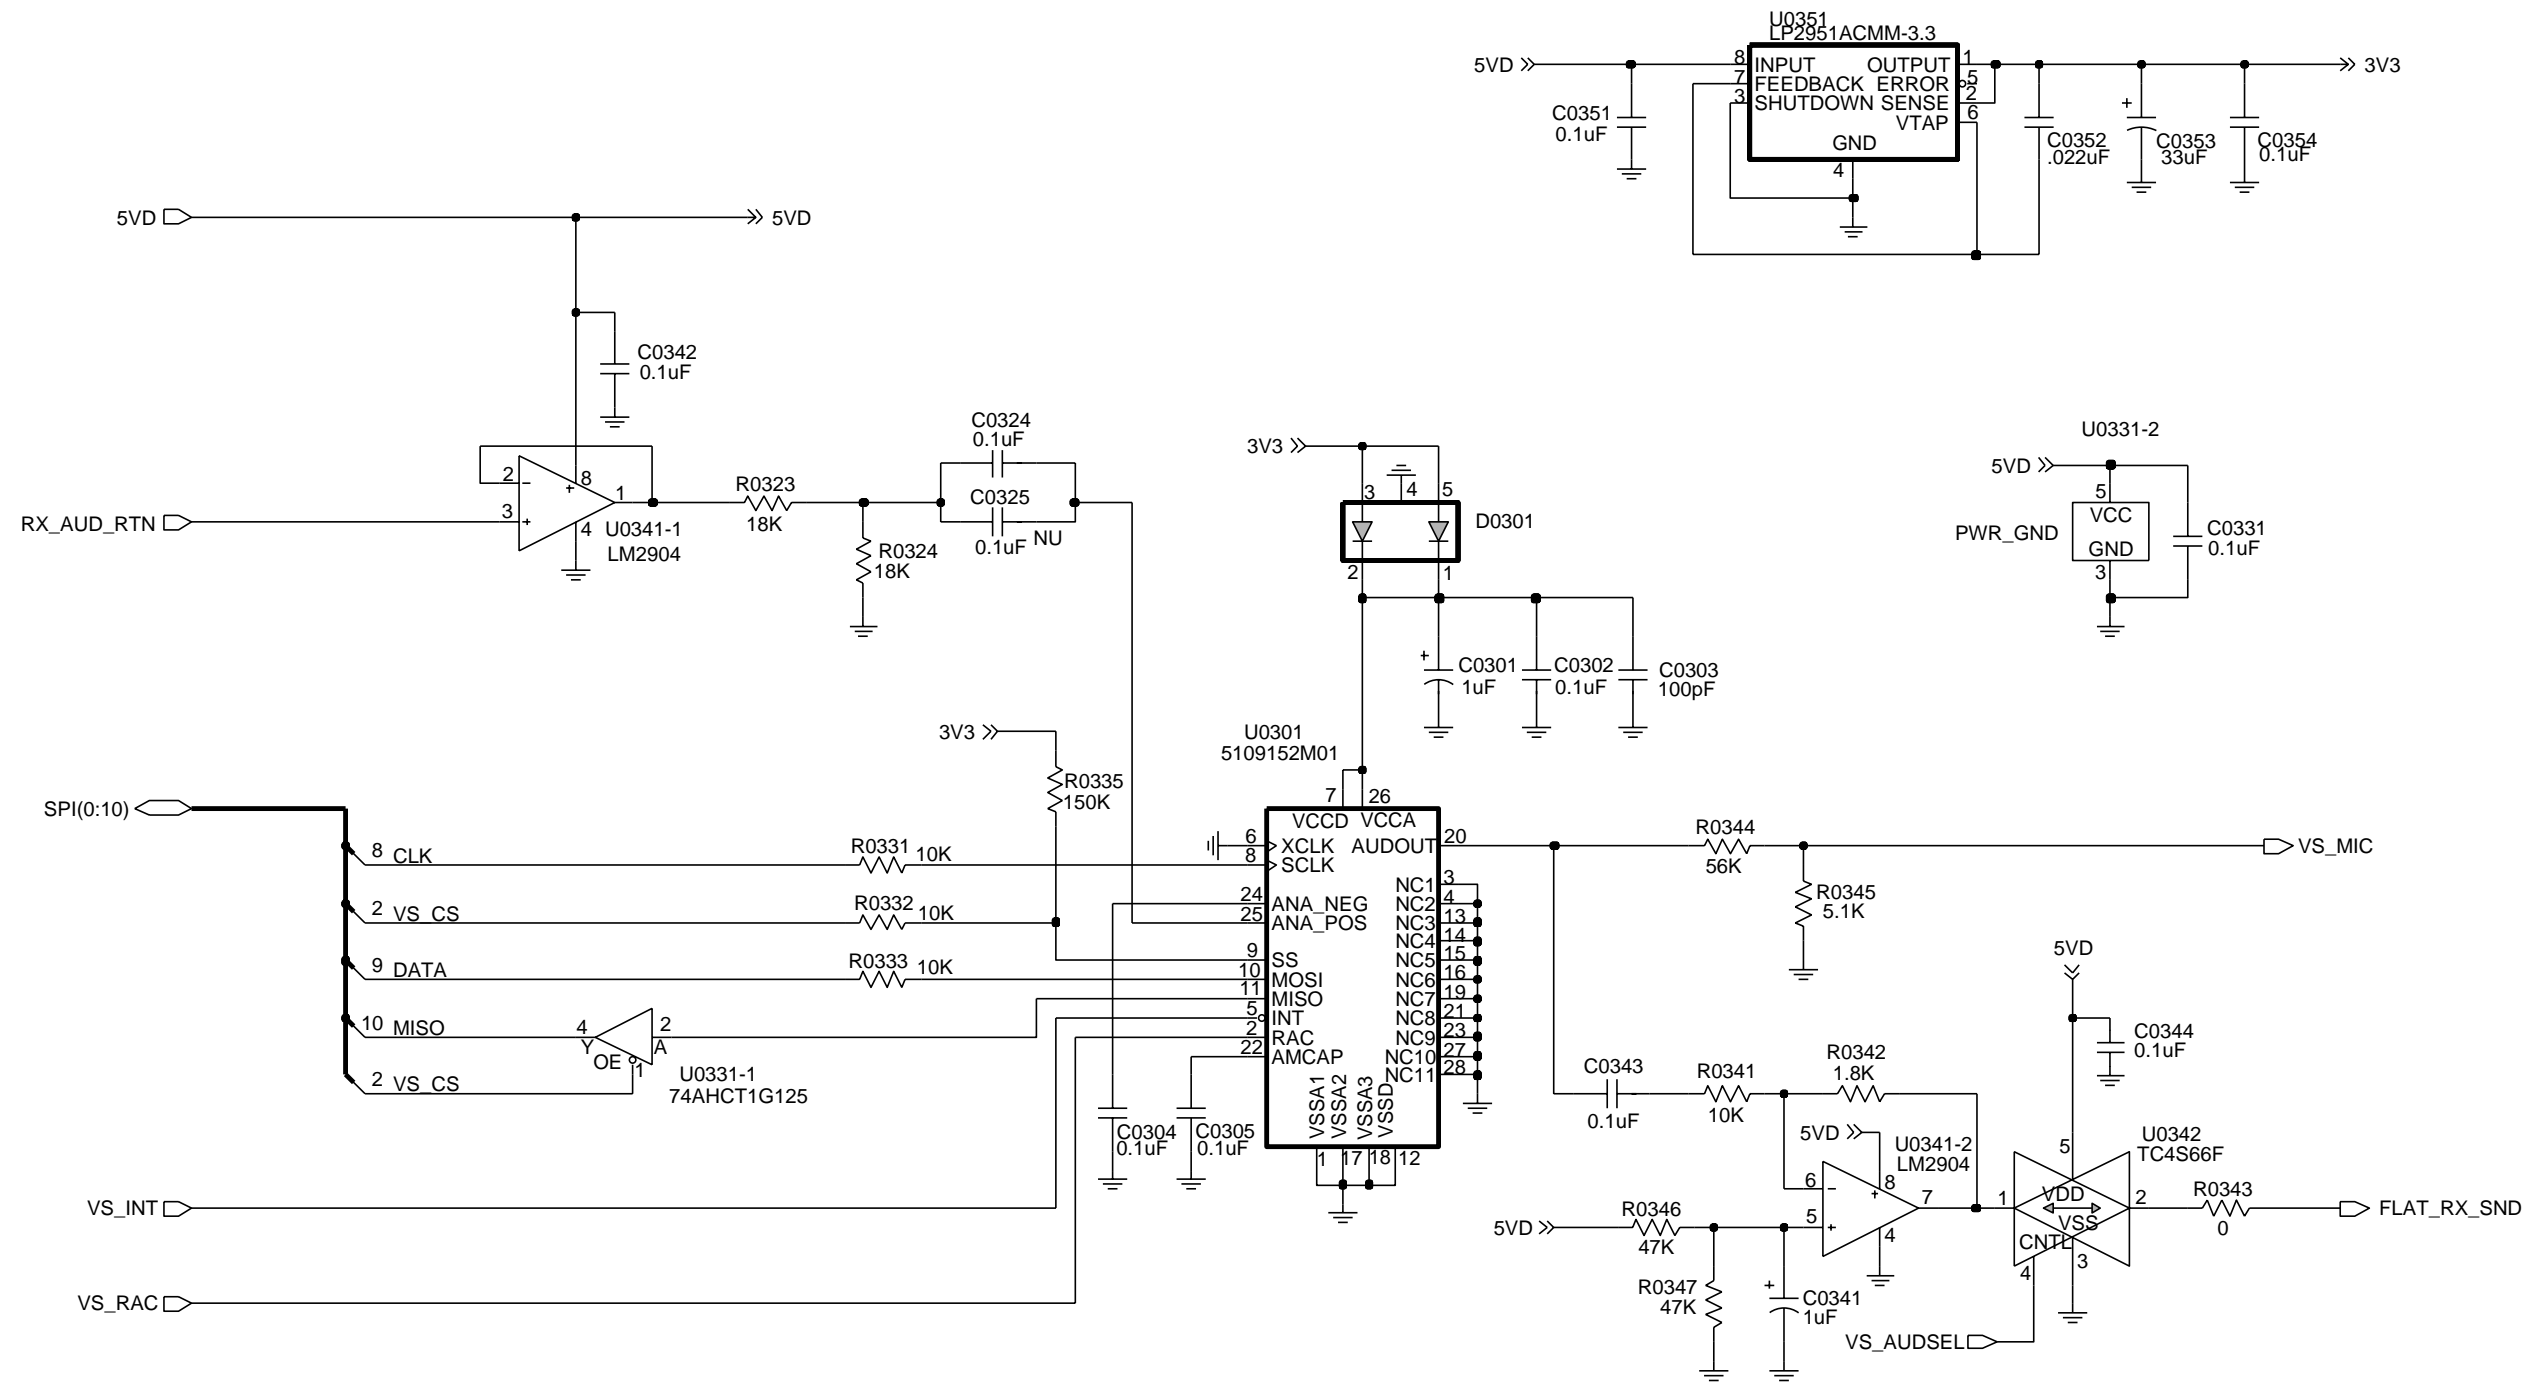 U0351
LP2951ACMM-3.3
5VD
8
INPUT
OUTPUT
1
3V3
7
FEEDBACK
ERROR
5
3
SHUTDOWN
SENSE
2
VTAP
6
GND
4
C0351
0.1uF
C0352
.022uF
+
C0353
33uF
C0354
0.1uF
5VD
5VD
C0342
0.1uF
RX_AUD_RTN
2
-
3
+
8
+
1
4
U0341-1
LM2904
R0323
18K
R0324
18K
C0324
0.1uF
C0325
0.1uF
NU
3V3
3
4
5
D0301
2
1
+
C0301
1uF
C0302
0.1uF
C0303
100pF
U0331-2
5VD
5
VCC
PWR_GND
GND
3
C0331
0.1uF
3V3
R0335
150K
U0301
5109152M01
7
26
VCCD
VCCA
6
XCLK
AUDOUT
20
8
SCLK
24
ANA_NEG
25
ANA_POS
9
SS
10
MOSI
11
MISO
5
INT
2
RAC
22
AMCAP
NC1
3
NC2
4
NC3
13
NC4
14
NC5
15
NC6
16
NC7
19
NC8
21
NC9
23
NC10
27
NC11
28
VSSA1
VSSA2
VSSA3
VSSD
1
17
18
12
SPI(0:10)
8
CLK
R0331
10K
2
VS_CS
R0332
10K
9
DATA
R0333
10K
10
MISO
4
Y
OE
1
2
A
2
VS_CS
U0331-1
74AHCT1G125
C0304
0.1uF
C0305
0.1uF
VS_INT
VS_RAC
R0344
56K
VS_MIC
R0345
5.1K
C0343
0.1uF
R0341
10K
R0342
1.8K
5VD
U0341-2
LM2904
6
-
8
+
5
+
7
4
5VD
R0346
47K
R0347
47K
+
C0341
1uF
5VD
C0344
0.1uF
5
U0342
TC4S66F
1
VDD
VSS
CNTL
2
3
4
R0343
0
FLAT_RX_SND
VS_AUDSEL